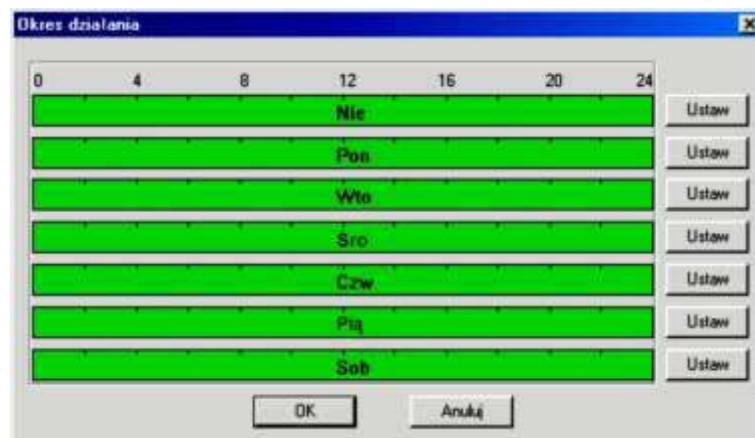 Okres działania
0 4 8 12 16 20 24
Nie Ustaw
Pon Ustaw
Wto Ustaw
Sro Ustaw
Czw Ustaw
Pią Ustaw
Sob Ustaw
OK Anuluj